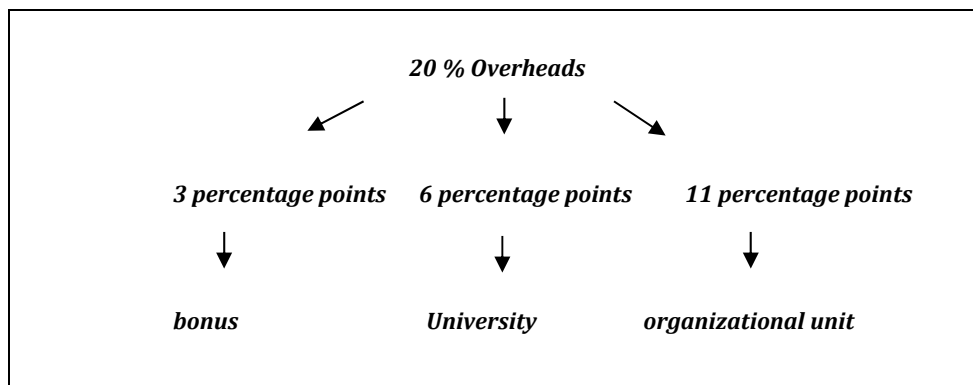 20 % Overheads
3 percentage points 6 percentage points 11 percentage points
bonus University organizational unit